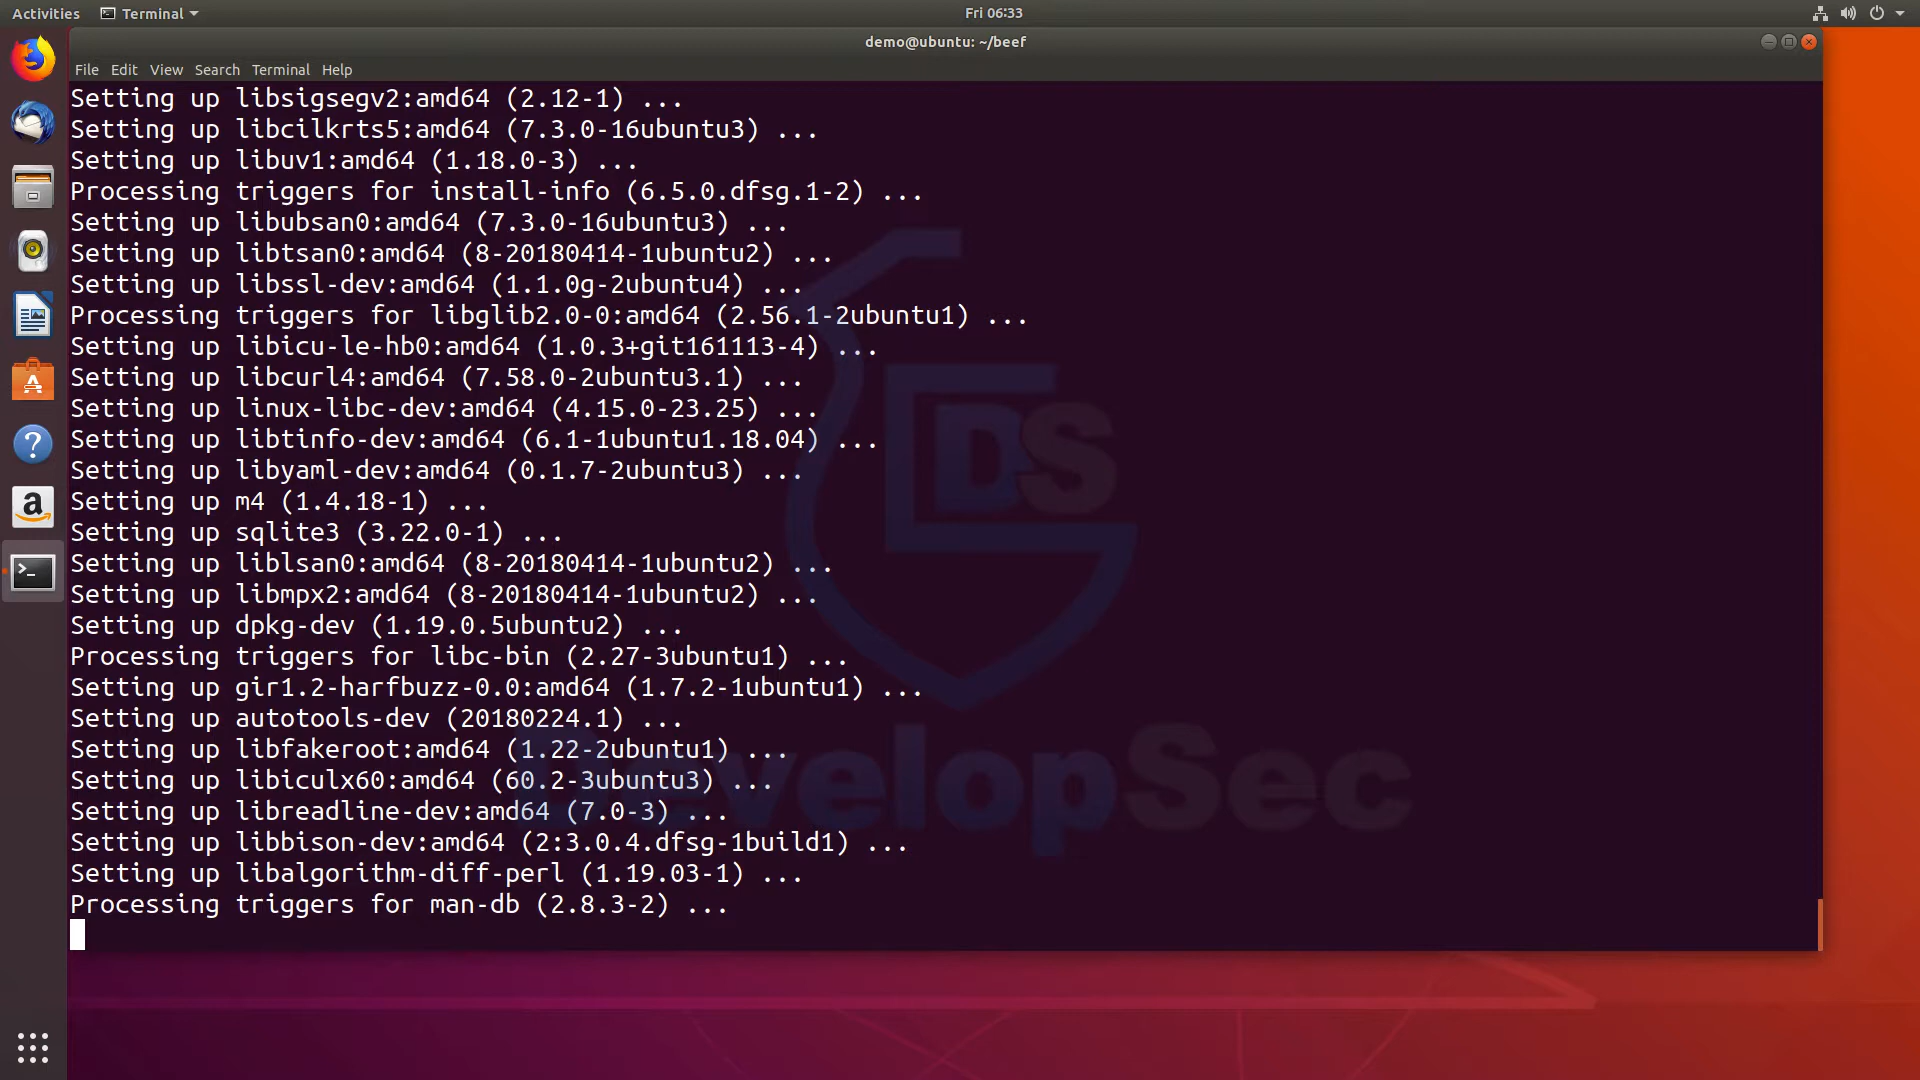 Activities Terminal Fri 06:33
demo@ubuntu: ~/beef
File Edit View Search Terminal Help
Setting up libsigsegv2:amd64 (2.12-1) ...
Setting up libcilkrts5:amd64 (7.3.0-16ubuntu3) ...
Setting up libuv1:amd64 (1.18.0-3) ...
Processing triggers for install-info (6.5.0.dfsg.1-2) ...
Setting up libubsan0:amd64 (7.3.0-16ubuntu3) ...
Setting up libtsan0:amd64 (8-20180414-1ubuntu2) ...
Setting up libssl-dev:amd64 (1.1.0g-2ubuntu4) ...
Processing triggers for libglib2.0-0:amd64 (2.56.1-2ubuntu1) ...
Setting up libicu-le-hb0:amd64 (1.0.3+git161113-4) ...
Setting up libcurl4:amd64 (7.58.0-2ubuntu3.1) ...
Setting up linux-libc-dev:amd64 (4.15.0-23.25) ...
Setting up libtinfo-dev:amd64 (6.1-1ubuntu1.18.04) ...
Setting up libyaml-dev:amd64 (0.1.7-2ubuntu3) ...
Setting up m4 (1.4.18-1) ...
Setting up sqlite3 (3.22.0-1) ...
Setting up liblsan0:amd64 (8-20180414-1ubuntu2) ...
Setting up libmpx2:amd64 (8-20180414-1ubuntu2) ...
Setting up dpkg-dev (1.19.0.5ubuntu2) ...
Processing triggers for libc-bin (2.27-3ubuntu1) ...
Setting up gir1.2-harfbuzz-0.0:amd64 (1.7.2-1ubuntu1) ...
Setting up autotools-dev (20180224.1) ...
Setting up libfakeroot:amd64 (1.22-2ubuntu1) ...
Setting up libiculx60:amd64 (60.2-3ubuntu3) ...
Setting up libreadline-dev:amd64 (7.0-3) ...
Setting up libbison-dev:amd64 (2:3.0.4.dfsg-1build1) ...
Setting up libalgorithm-diff-perl (1.19.03-1) ...
Processing triggers for man-db (2.8.3-2) ...
DS
DevelopSec